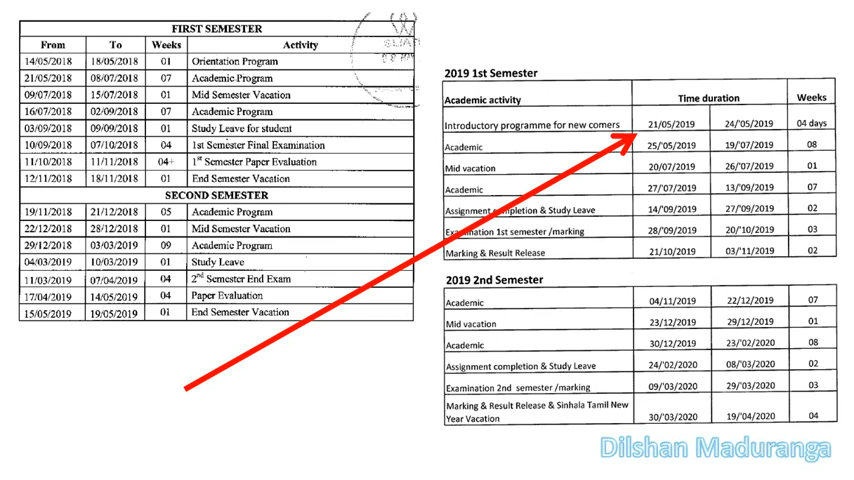 FIRST SEMESTER
From To Weeks Activity
14/05/2018 18/05/2018 01 Orientation Program
21/05/2018 08/07/2018 07 Academic Program
09/07/2018 15/07/2018 01 Mid Semester Vacation
16/07/2018 02/09/2018 07 Academic Program
03/09/2018 09/09/2018 01 Study Leave for student
10/09/2018 07/10/2018 04 1st Semester Final Examination
11/10/2018 11/11/2018 04+ 1st Semester Paper Evaluation
12/11/2018 18/11/2018 01 End Semester Vacation
SECOND SEMESTER
19/11/2018 21/12/2018 05 Academic Program
22/12/2018 28/12/2018 01 Mid Semester Vacation
29/12/2018 03/03/2019 09 Academic Program
04/03/2019 10/03/2019 01 Study Leave
11/03/2019 07/04/2019 04 2nd Semester End Exam
17/04/2019 14/05/2019 04 Paper Evaluation
15/05/2019 19/05/2019 01 End Semester Vacation
2019 1st Semester
Academic activity Time duration Weeks
Introductory programme for new comers 21/05/2019 24/'05/2019 04 days
Academic 25/'05/2019 19/'07/2019 08
Mid vacation 20/07/2019 26/'07/2019 01
Academic 27/'07/2019 13/'09/2019 07
Assignment completion & Study Leave 14/'09/2019 27/'09/2019 02
Examination 1st semester /marking 28/'09/2019 20/'10/2019 03
Marking & Result Release 21/10/2019 03/'11/2019 02
2019 2nd Semester
Academic 04/11/2019 22/12/2019 07
Mid vacation 23/12/2019 29/12/2019 01
Academic 30/12/2019 23/'02/2020 08
Assignment completion & Study Leave 24/'02/2020 08/'03/2020 02
Examination 2nd semester /marking 09/'03/2020 29/'03/2020 03
Marking & Result Release & Sinhala Tamil New
Year Vacation 30/'03/2020 19/'04/2020 04
Dilshan Maduranga